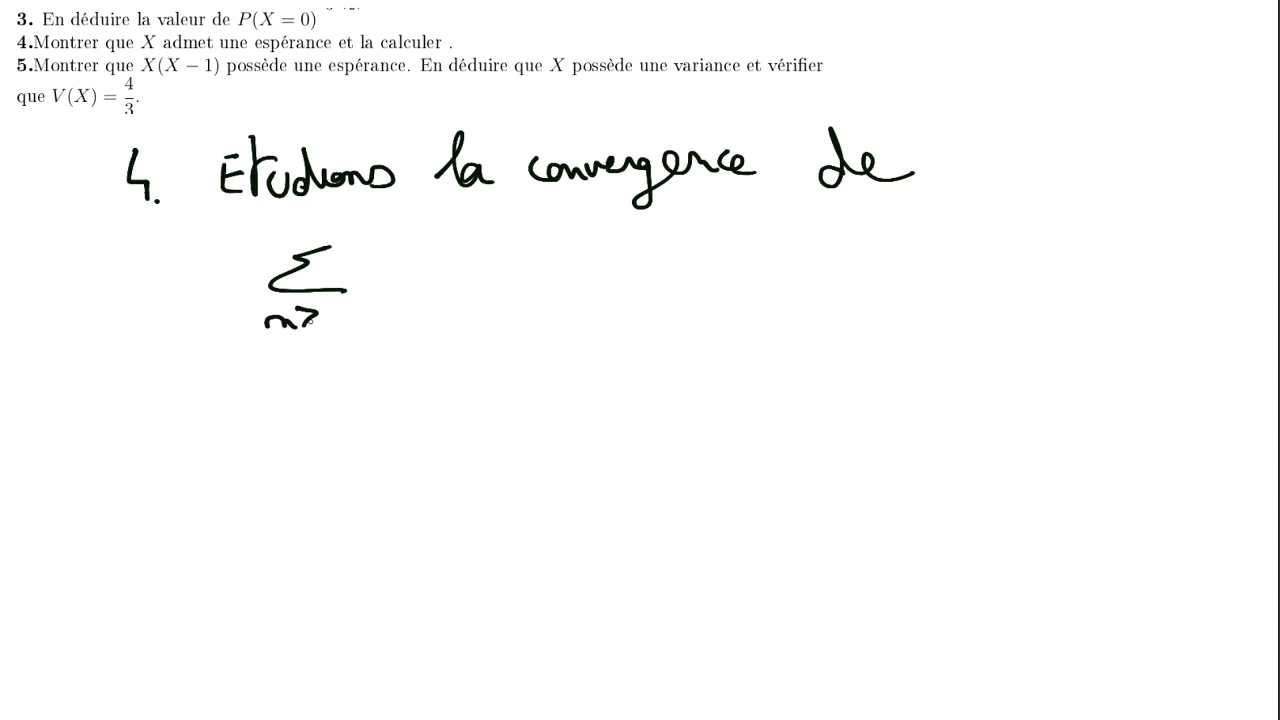 3. En déduire la valeur de P(X = 0)
4.Montrer que X admet une espérance et la calculer .
5.Montrer que X(X − 1) possède une espérance. En déduire que X possède une variance et vérifier
que V(X) = 4/3.
4. Etudions la convergence de
Σ
n>